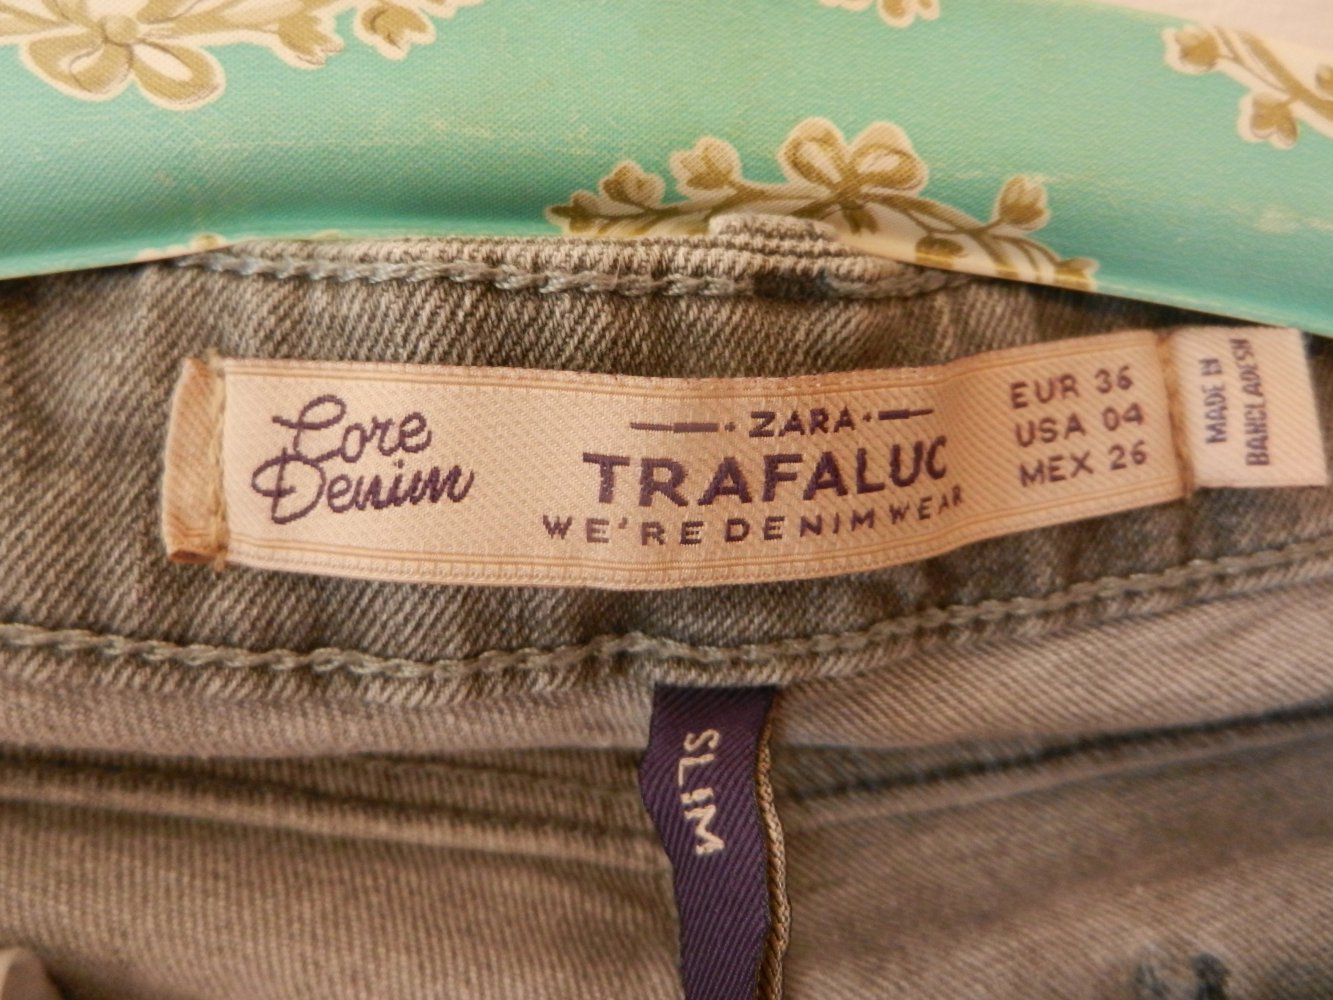 Core
Denim
ZARA
TRAFALUC
WE'RE DENIM WEAR
EUR 36
USA 04
MEX 26
MADE IN
BANGLADESH
SLIM